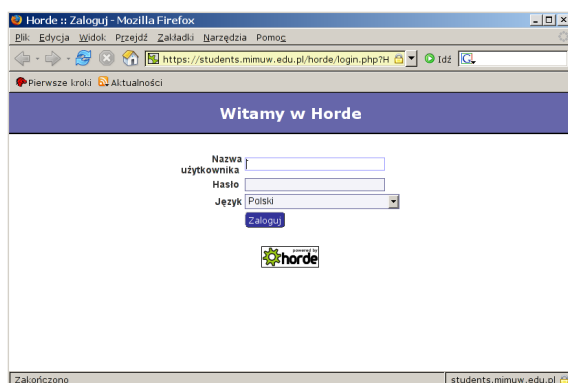 Horde :: Zaloguj - Mozilla Firefox
Plik Edycja Widok Przejdź Zakładki Narzędzia Pomoc
https://students.mimuw.edu.pl/horde/login.php?H Idź G
Pierwsze kroki Aktualności
Witamy w Horde
Nazwa
użytkownika
Hasło
Język Polski
Zaloguj
powered by
horde
Zakończono students.mimuw.edu.pl